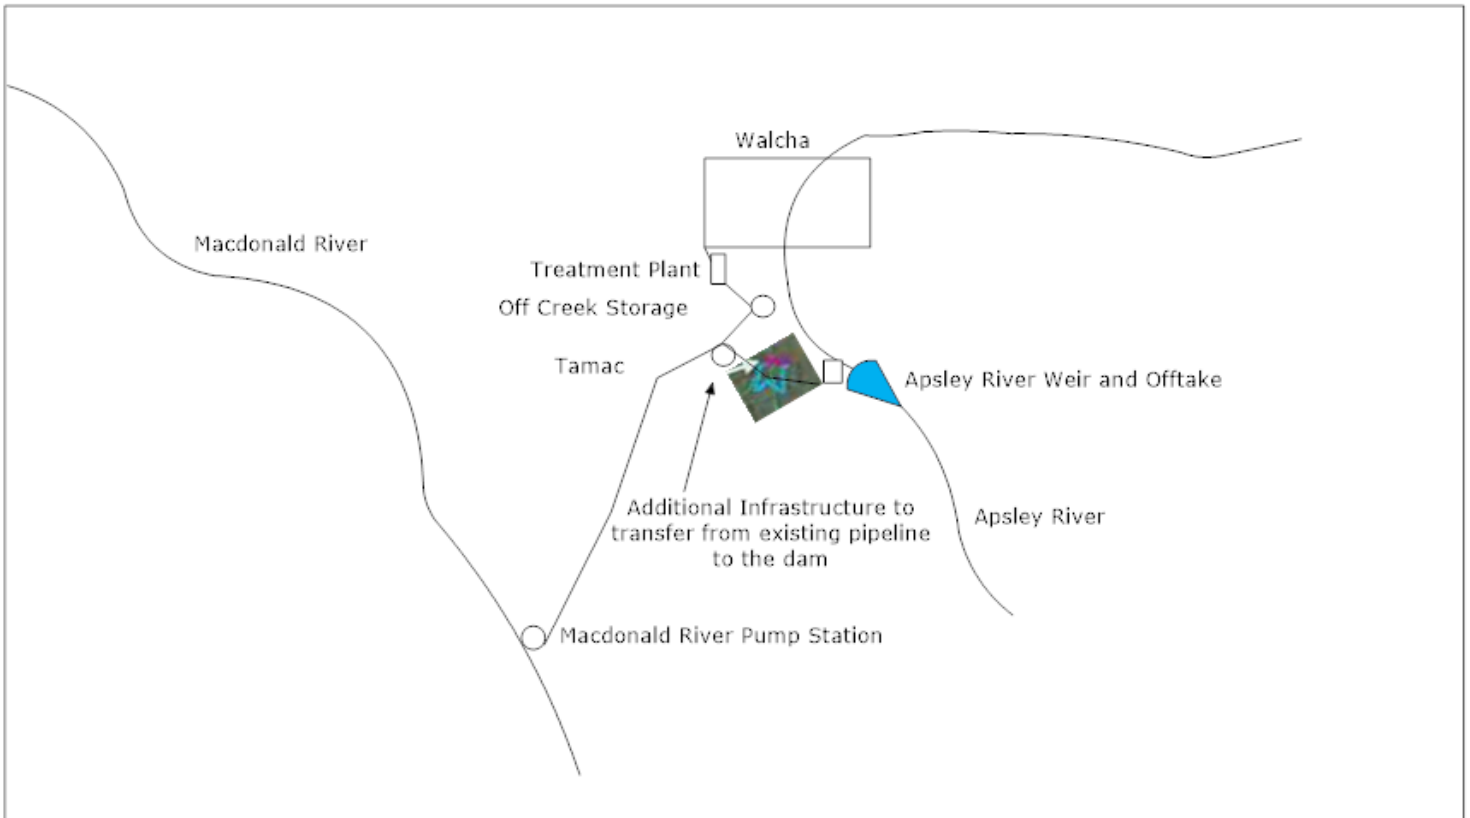 Walcha
Macdonald River
Treatment Plant
Off Creek Storage
Tamac
Apsley River Weir and Offtake
Additional Infrastructure to
transfer from existing pipeline
to the dam
Apsley River
Macdonald River Pump Station